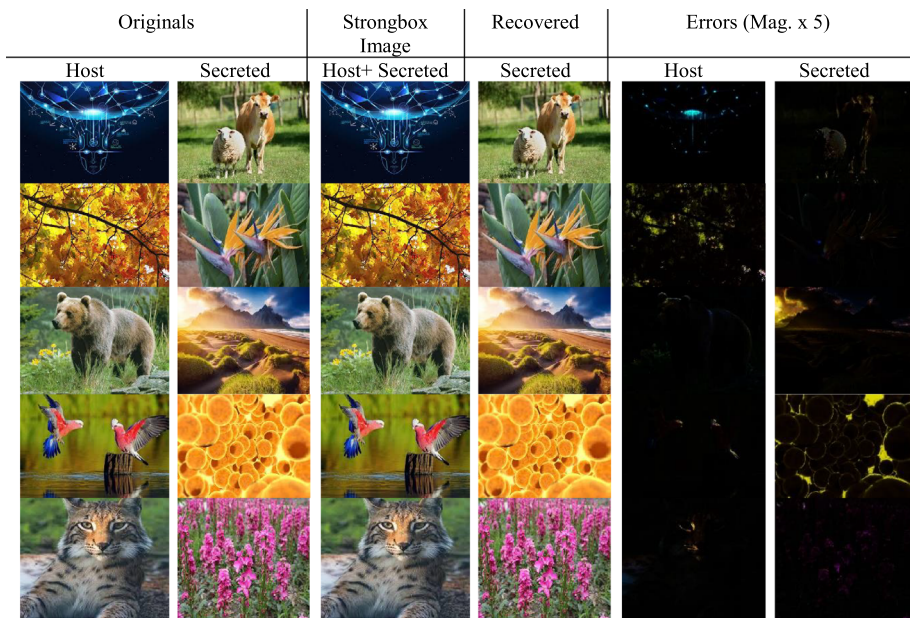 Originals
Strongbox
Image
Recovered
Errors (Mag. x 5)
Host
Secreted
Host+ Secreted
Secreted
Host
Secreted